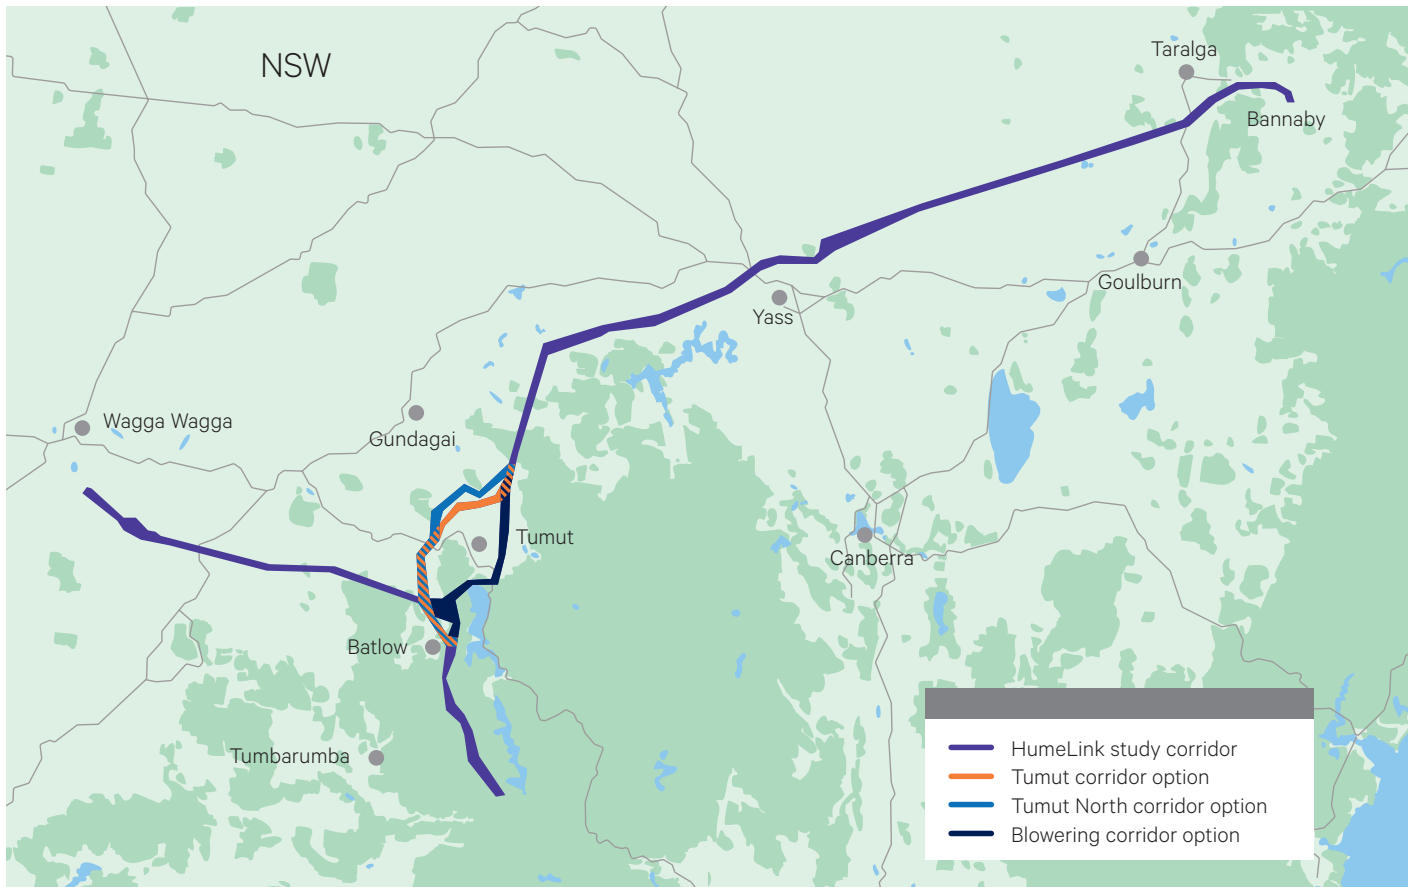 NSW
Taralga
Bannaby
Goulburn
Yass
Wagga Wagga
Gundagai
Tumut
Canberra
Batlow
Tumbarumba
HumeLink study corridor
Tumut corridor option
Tumut North corridor option
Blowering corridor option